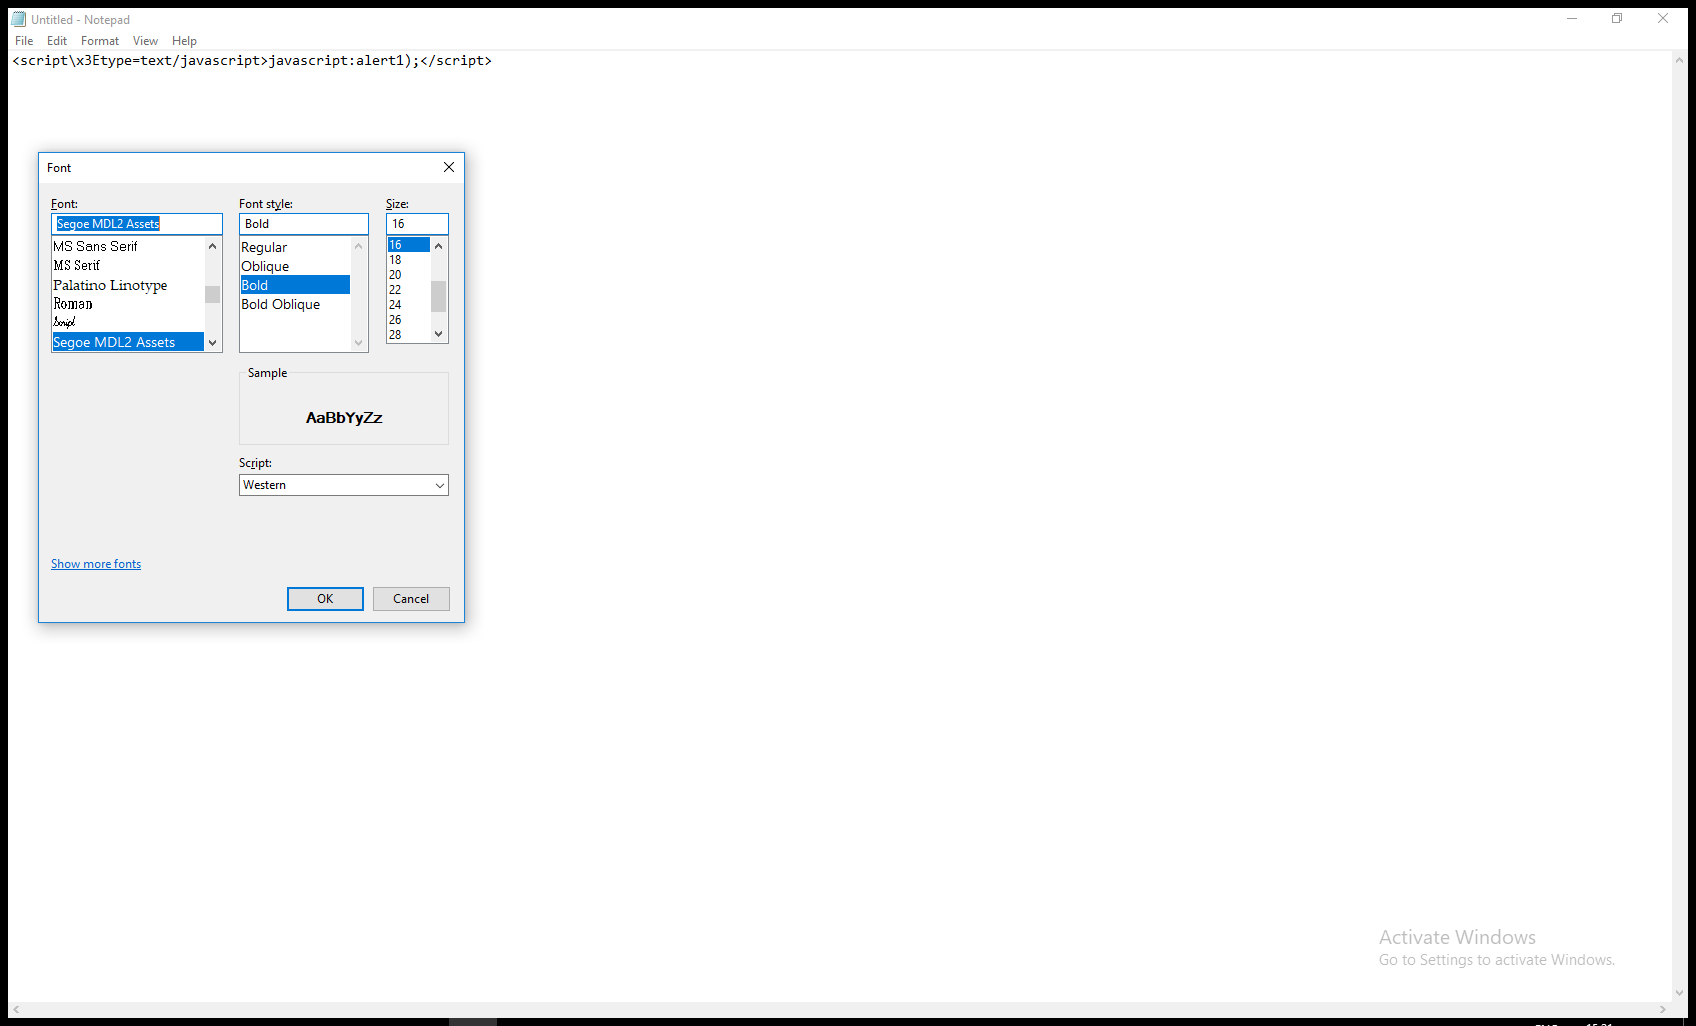 Untitled - Notepad
File Edit Format View Help
<script\x3Etype=text/javascript>javascript:alert1);</script>
Font
Font: Font style: Size:
Segoe MDL2 Assets Bold 16
MS Sans Serif
MS Serif
Palatino Linotype
Roman
Script
Segoe MDL2 Assets
Regular
Oblique
Bold
Bold Oblique
16
18
20
22
24
26
28
Sample
AaBbYyZz
Script:
Western
Show more fonts
OK Cancel
Activate Windows
Go to Settings to activate Windows.